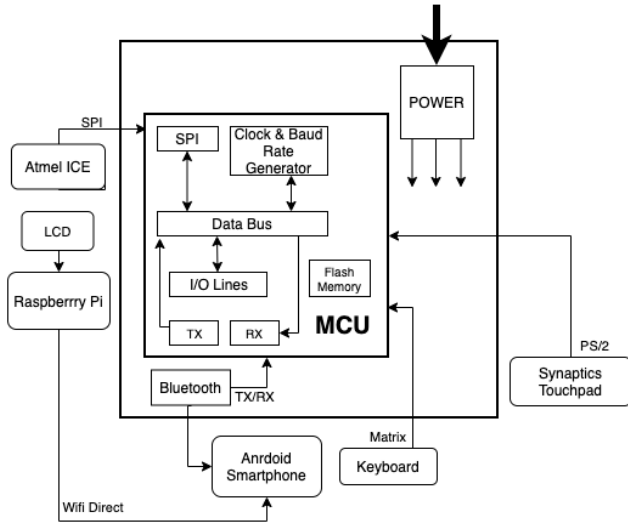 POWER
SPI
SPI
Clock & Baud
Rate
Generator
Atmel ICE
Data Bus
LCD
I/O Lines
Flash
Memory
Raspberrry Pi
TX
RX
MCU
PS/2
Bluetooth
TX/RX
Synaptics
Touchpad
Matrix
Anrdoid
Smartphone
Keyboard
Wifi Direct